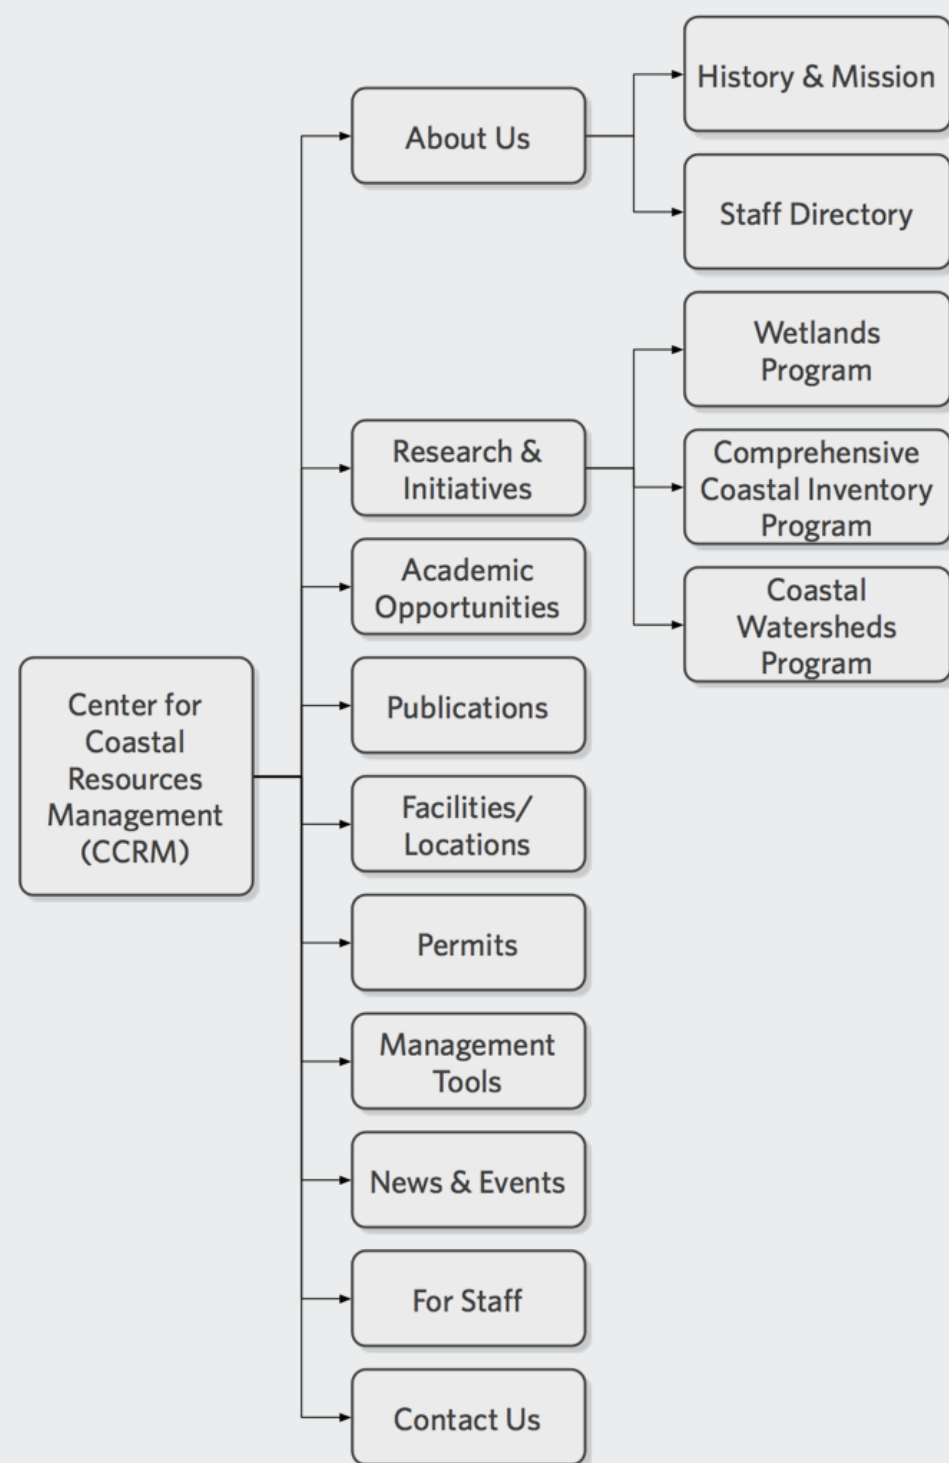 History & Mission
About Us
Staff Directory
Wetlands
Program
Research &
Initiatives
Comprehensive
Coastal Inventory
Program
Academic
Opportunities
Coastal
Watersheds
Program
Center for
Coastal
Resources
Management
(CCRM)
Publications
Facilities/
Locations
Permits
Management
Tools
News & Events
For Staff
Contact Us